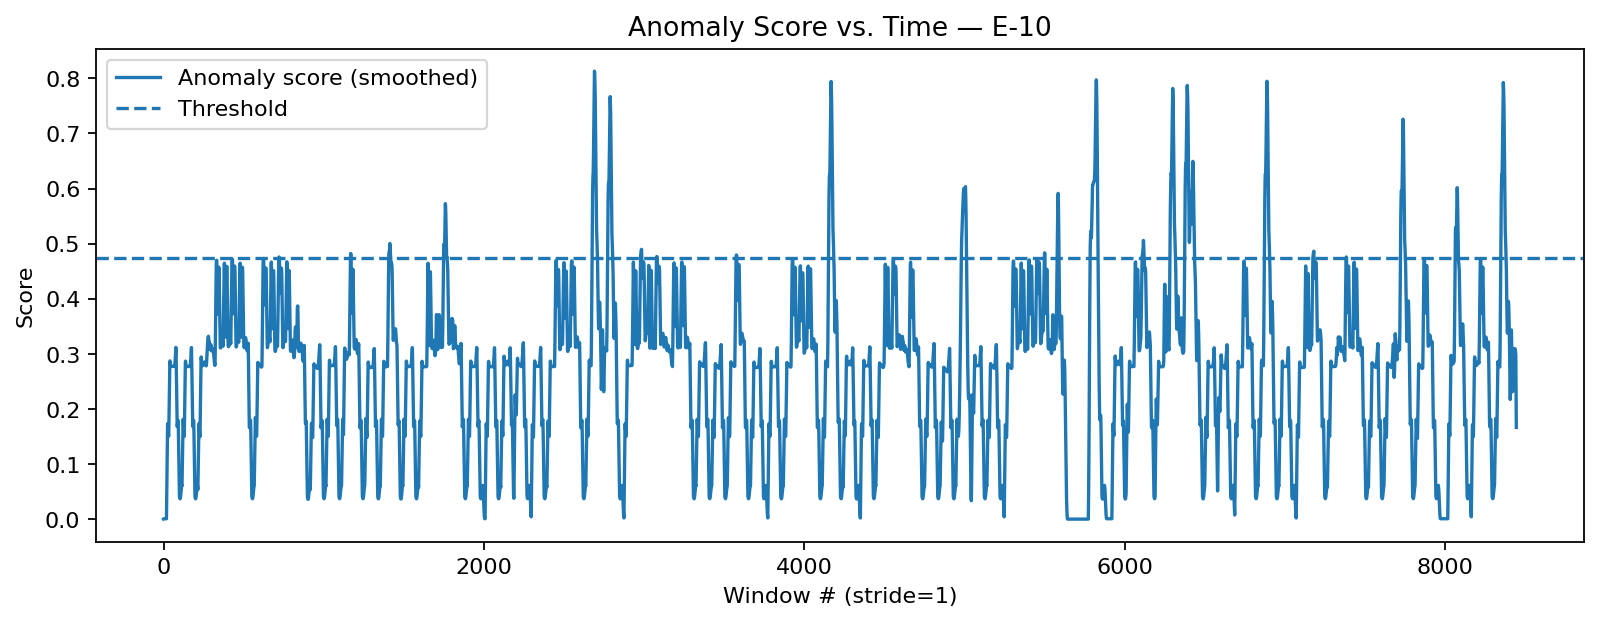 Anomaly Score vs. Time — E-10
Anomaly score (smoothed)
Threshold
Score
0.8
0.7
0.6
0.5
0.4
0.3
0.2
0.1
0.0
0 2000 4000 6000 8000
Window # (stride=1)